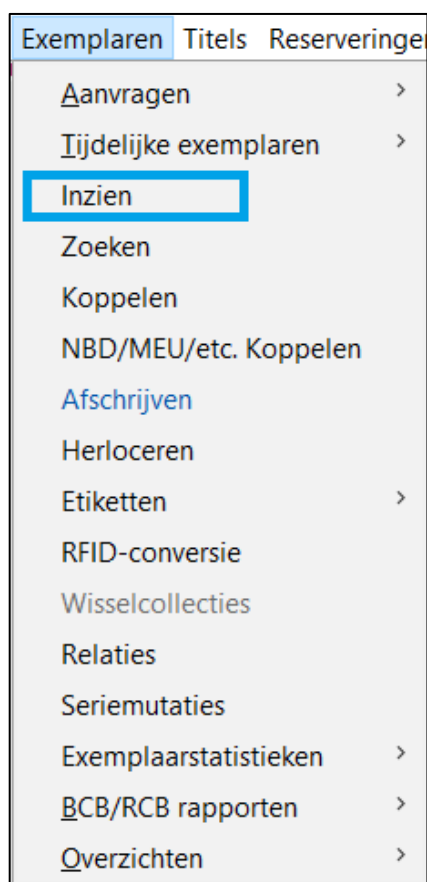 Exemplaren Titels Reserveringe
Aanvragen >
Tijdelijke exemplaren >
Inzien
Zoeken
Koppelen
NBD/MEU/etc. Koppelen
Afschrijven
Herloceren
Etiketten >
RFID-conversie
Wisselcollecties
Relaties
Seriemutaties
Exemplaarstatistieken >
BCB/RCB rapporten >
Overzichten >